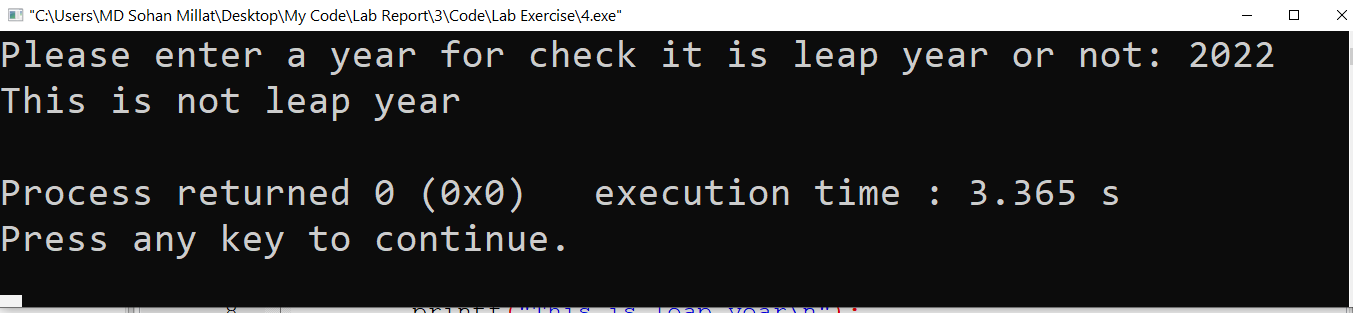 "C:\Users\MD Sohan Millat\Desktop\My Code\Lab Report\3\Code\Lab Exercise\4.exe"
Please enter a year for check it is leap year or not: 2022
This is not leap year
Process returned 0 (0x0)   execution time : 3.365 s
Press any key to continue.
8 printf("This is leap year\n");